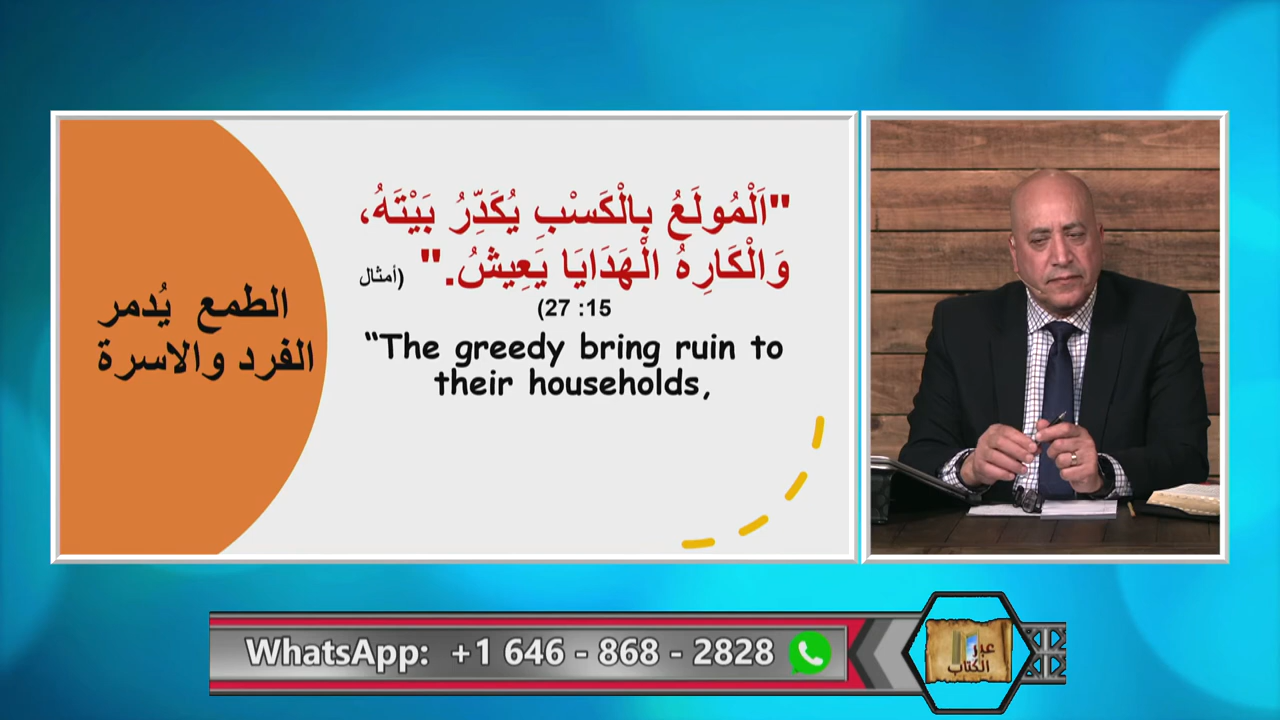 "اَلْمُولَعُ بِالْكَسْبِ يُكَدِّرُ بَيْتَهُ،
وَالْكَارِهُ الْهَدَايَا يَعِيشُ." (أمثال
15: 27)
“The greedy bring ruin to
their households,
الطمع يُدمر
الفرد والاسرة
WhatsApp: +1 646 - 868 - 2828
عبر
الكتاب